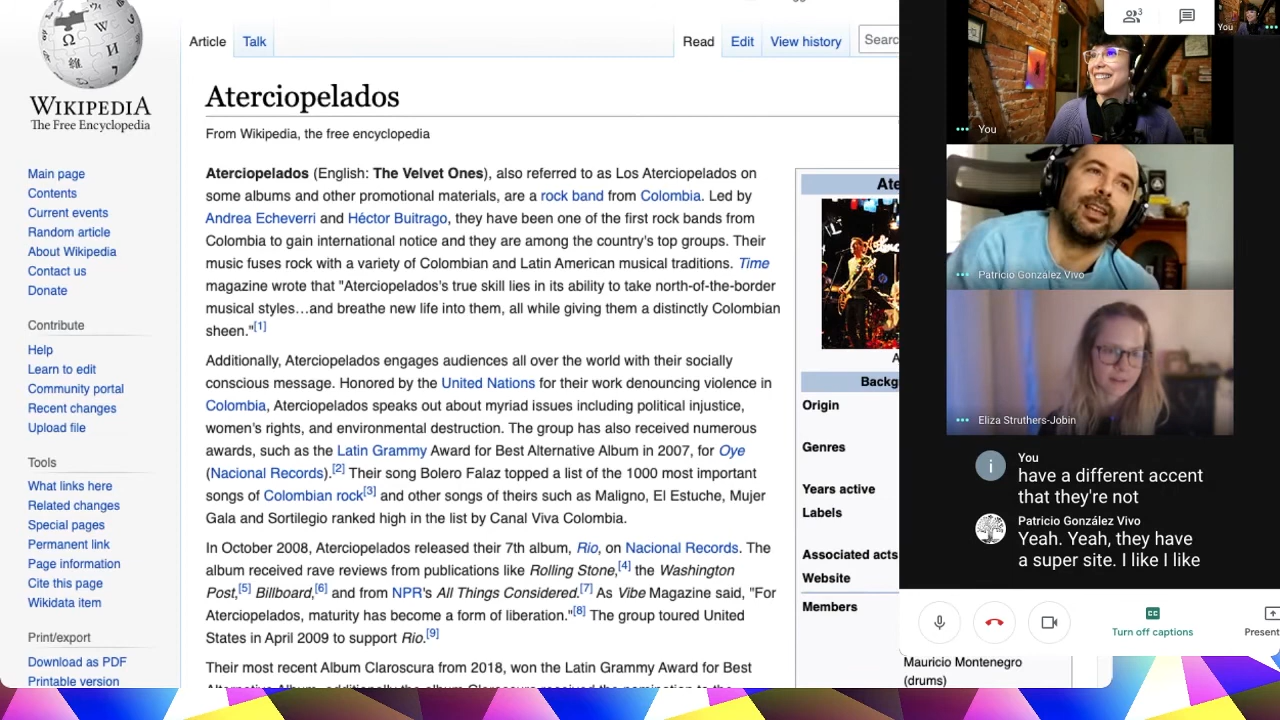 WIKIPEDIA
The Free Encyclopedia
Main page
Contents
Current events
Random article
About Wikipedia
Contact us
Donate
Contribute
Help
Learn to edit
Community portal
Recent changes
Upload file
Tools
What links here
Related changes
Special pages
Permanent link
Page information
Cite this page
Wikidata item
Print/export
Download as PDF
Printable version
Article Talk Read Edit View history Searc
Aterciopelados
From Wikipedia, the free encyclopedia
Aterciopelados (English: The Velvet Ones), also referred to as Los Aterciopelados on
some albums and other promotional materials, are a rock band from Colombia. Led by
Andrea Echeverri and Héctor Buitrago, they have been one of the first rock bands from
Colombia to gain international notice and they are among the country's top groups. Their
music fuses rock with a variety of Colombian and Latin American musical traditions. Time
magazine wrote that "Aterciopelados's true skill lies in its ability to take north-of-the-border
musical styles…and breathe new life into them, all while giving them a distinctly Colombian
sheen."[1]
Additionally, Aterciopelados engages audiences all over the world with their socially
conscious message. Honored by the United Nations for their work denouncing violence in
Colombia, Aterciopelados speaks out about myriad issues including political injustice,
women's rights, and environmental destruction. The group has also received numerous
awards, such as the Latin Grammy Award for Best Alternative Album in 2007, for Oye
(Nacional Records).[2] Their song Bolero Falaz topped a list of the 1000 most important
songs of Colombian rock[3] and other songs of theirs such as Maligno, El Estuche, Mujer
Gala and Sortilegio ranked high in the list by Canal Viva Colombia.
In October 2008, Aterciopelados released their 7th album, Rio, on Nacional Records. The
album received rave reviews from publications like Rolling Stone,[4] the Washington
Post,[5] Billboard,[6] and from NPR's All Things Considered.[7] As Vibe Magazine said, "For
Aterciopelados, maturity has become a form of liberation."[8] The group toured United
States in April 2009 to support Rio.[9]
Their most recent Album Claroscura from 2018, won the Latin Grammy Award for Best
Ate
A
Backg
Origin
Genres
Years active
Labels
Associated acts
Website
Members
Mauricio Montenegro
(drums)
3
You
You
Patricio González Vivo
Eliza Struthers-Jobin
You
have a different accent
that they're not
Patricio González Vivo
Yeah. Yeah, they have
a super site. I like I like
Turn off captions
Present